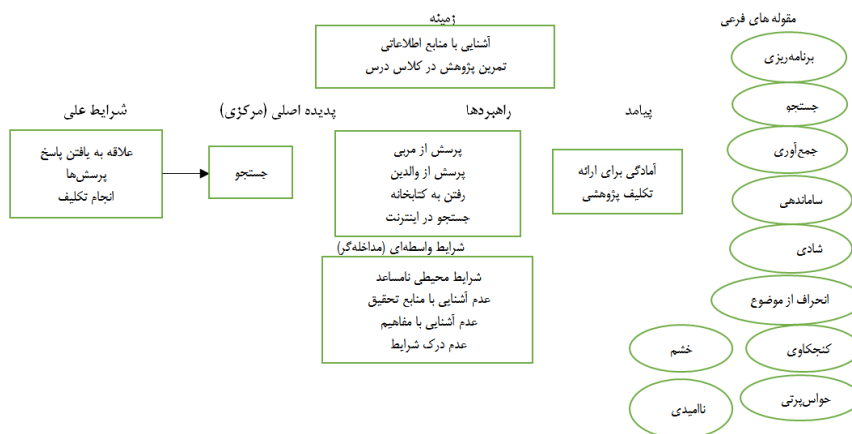 زمینه
مقوله های فرعی
آشنایی با منابع اطلاعاتی
تمرین پژوهش در کلاس درس
برنامه‌ریزی
جستجو
جمع‌آوری
ساماندهی
شادی
انحراف از موضوع
کنجکاوی
خشم
حواس‌پرتی
ناامیدی
پیامد
آمادگی برای ارائه
تکلیف پژوهشی
راهبردها
پرسش از مربی
پرسش از والدین
رفتن به کتابخانه
جستجو در اینترنت
شرایط واسطه‌ای (مداخله‌گر)
شرایط محیطی نامساعد
عدم آشنایی با منابع تحقیق
عدم آشنایی با مفاهیم
عدم درک شرایط
پدیده اصلی (مرکزی)
جستجو
شرایط علی
علاقه به یافتن پاسخ
پرسش‌ها
انجام تکلیف